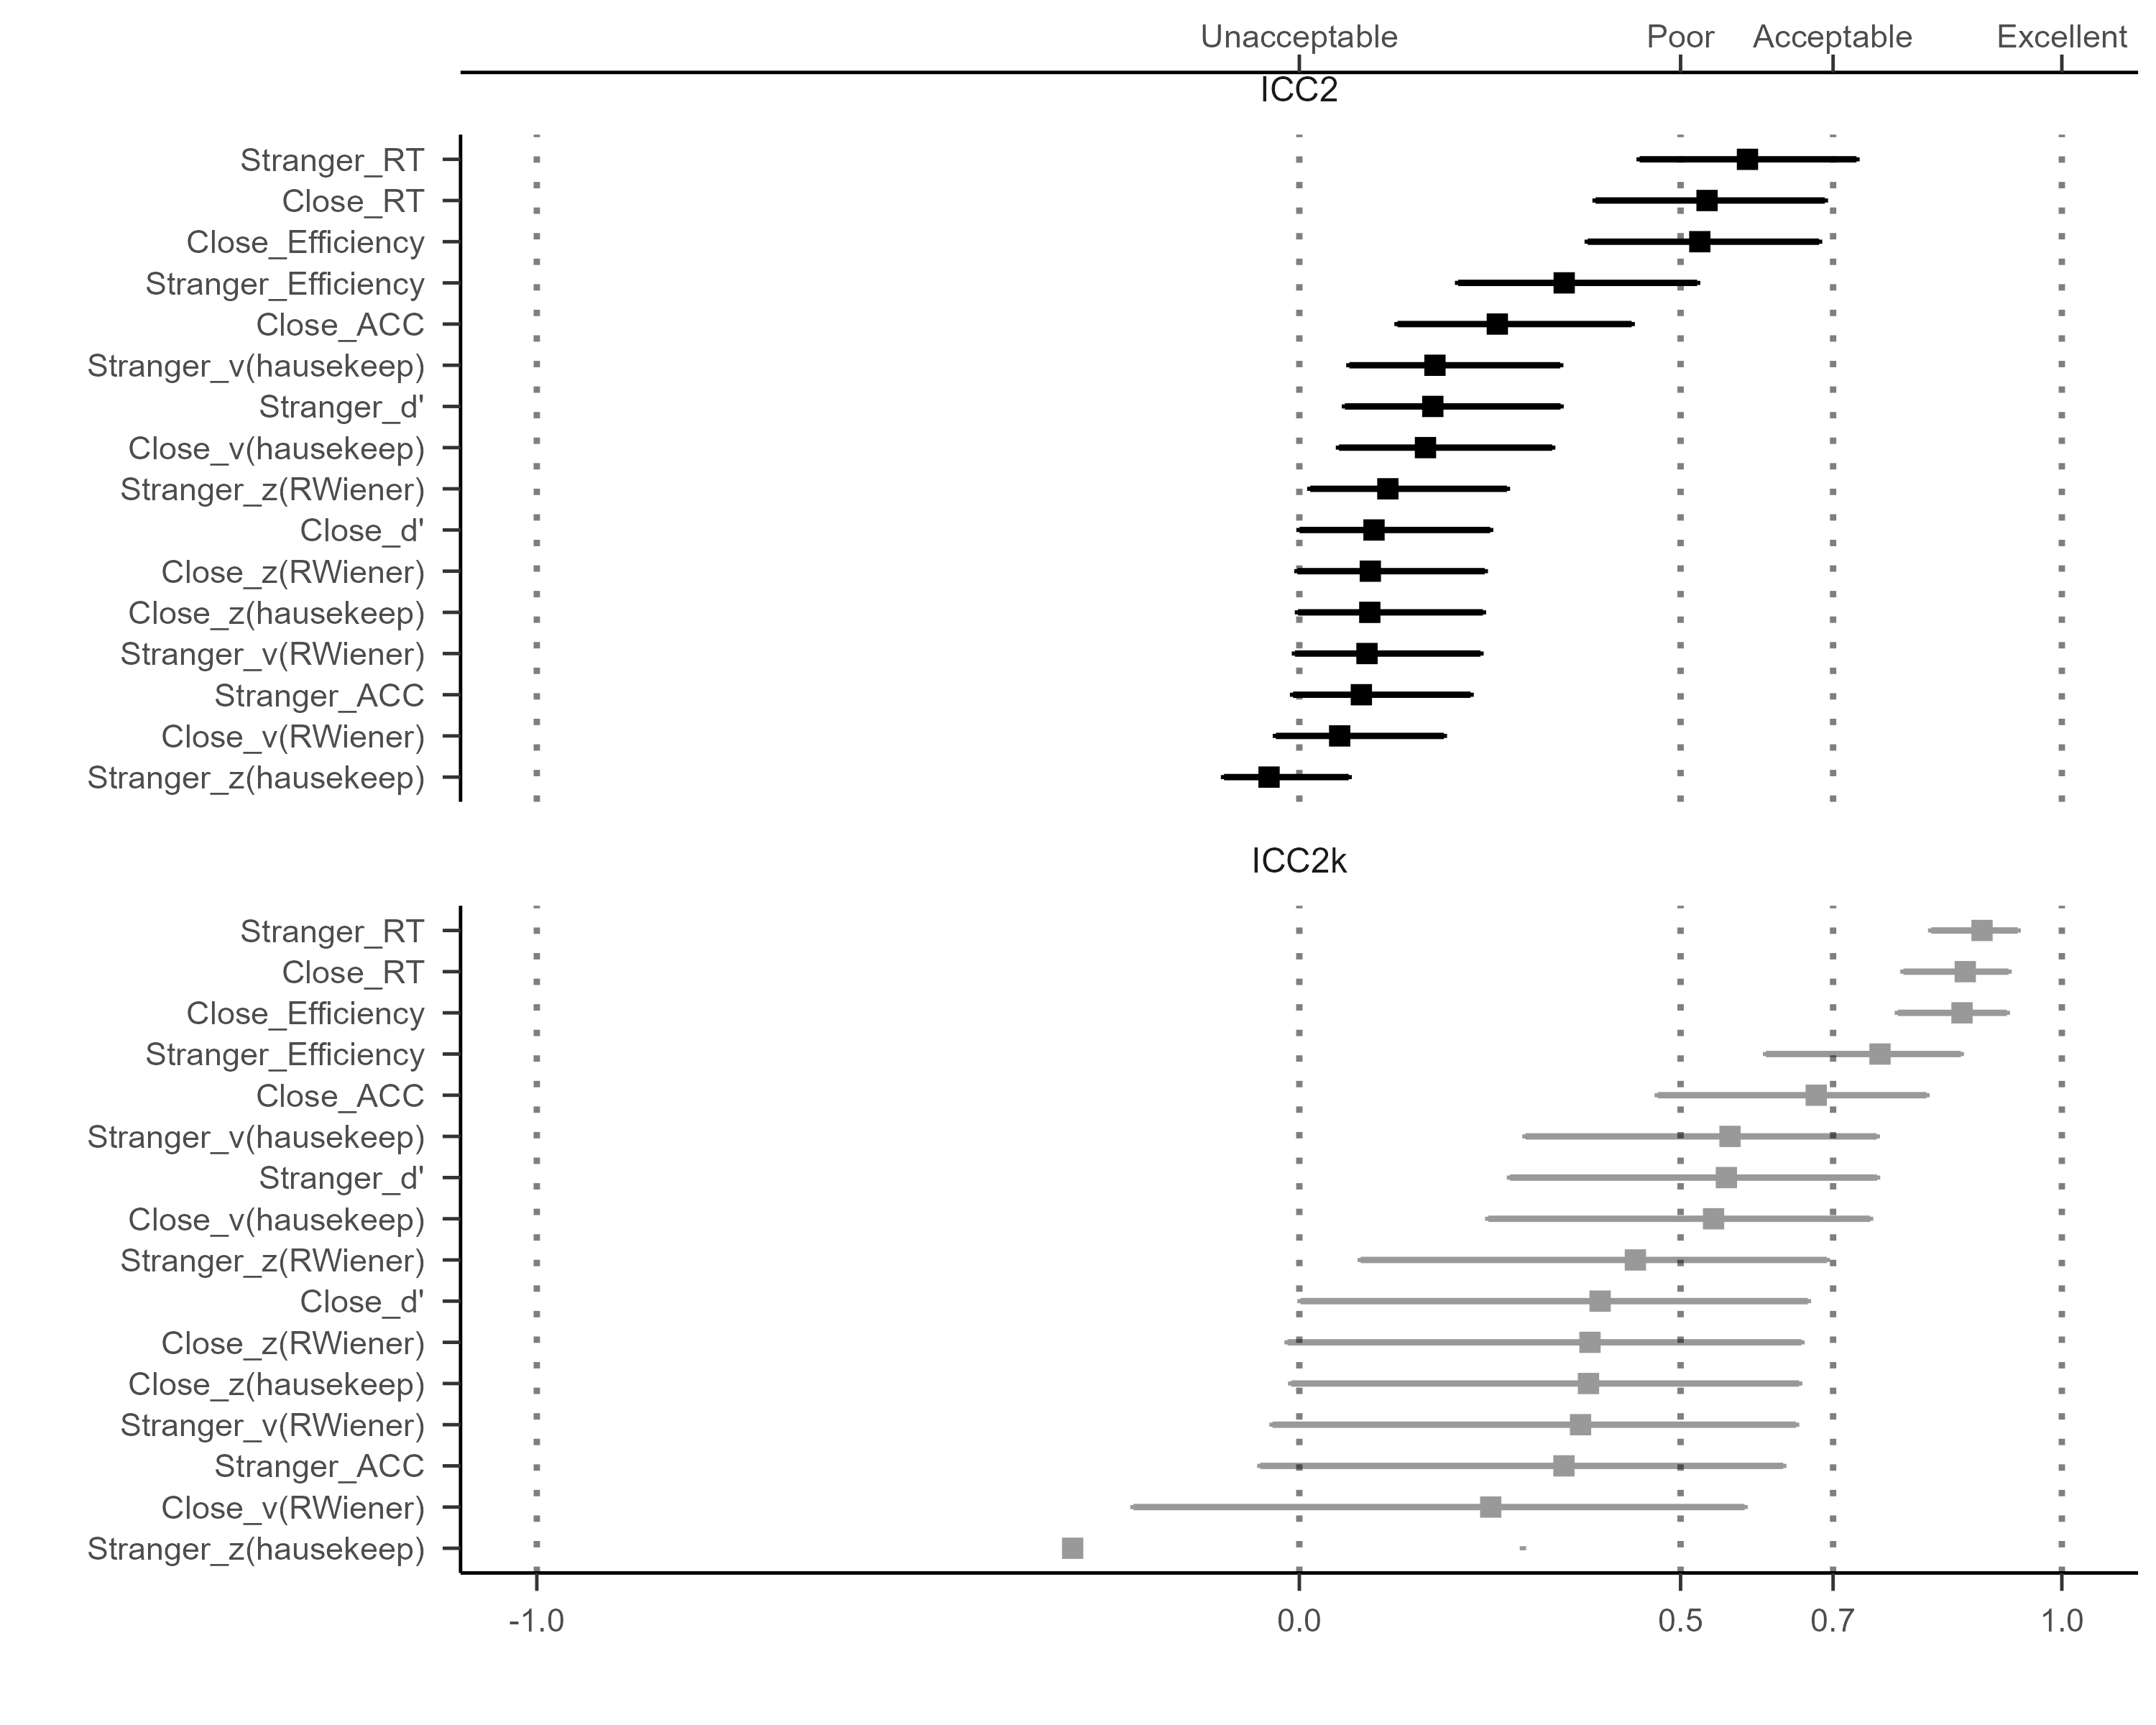 Unacceptable Poor Acceptable Excellent
ICC2
Stranger_RT
Close_RT
Close_Efficiency
Stranger_Efficiency
Close_ACC
Stranger_v(hausekeep)
Stranger_d'
Close_v(hausekeep)
Stranger_z(RWiener)
Close_d'
Close_z(RWiener)
Close_z(hausekeep)
Stranger_v(RWiener)
Stranger_ACC
Close_v(RWiener)
Stranger_z(hausekeep)
ICC2k
Stranger_RT
Close_RT
Close_Efficiency
Stranger_Efficiency
Close_ACC
Stranger_v(hausekeep)
Stranger_d'
Close_v(hausekeep)
Stranger_z(RWiener)
Close_d'
Close_z(RWiener)
Close_z(hausekeep)
Stranger_v(RWiener)
Stranger_ACC
Close_v(RWiener)
Stranger_z(hausekeep)
-1.0 0.0 0.5 0.7 1.0